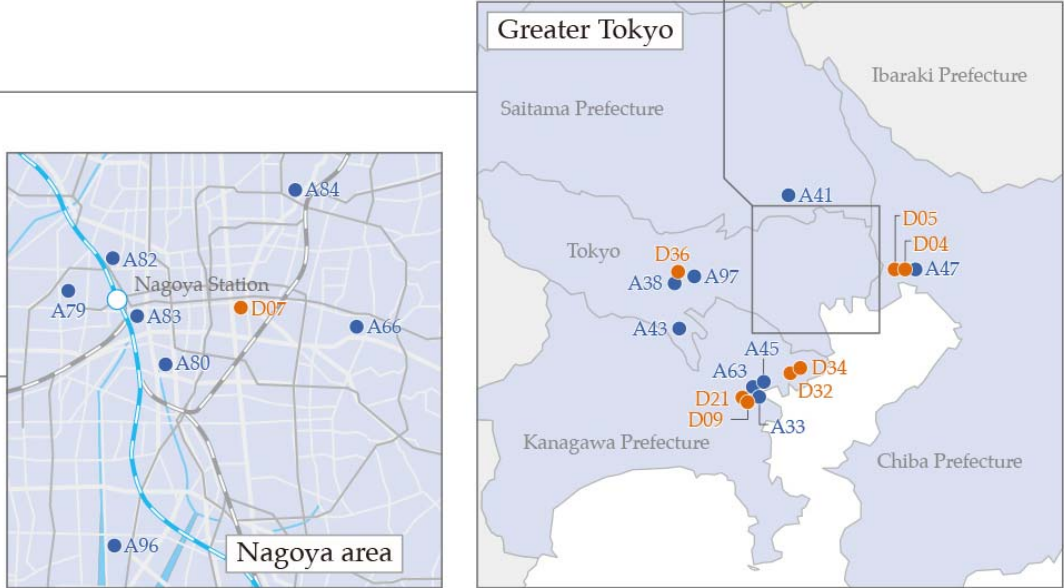 Greater Tokyo
Ibaraki Prefecture
Saitama Prefecture
A84
A41
D05
D04
Tokyo
D36
A82
A97
A47
Nagoya Station
A38
A79
D07
A83
A66
A43
A45
A80
A63
D34
D21
D32
D09
A33
Kanagawa Prefecture
Chiba Prefecture
A96
Nagoya area